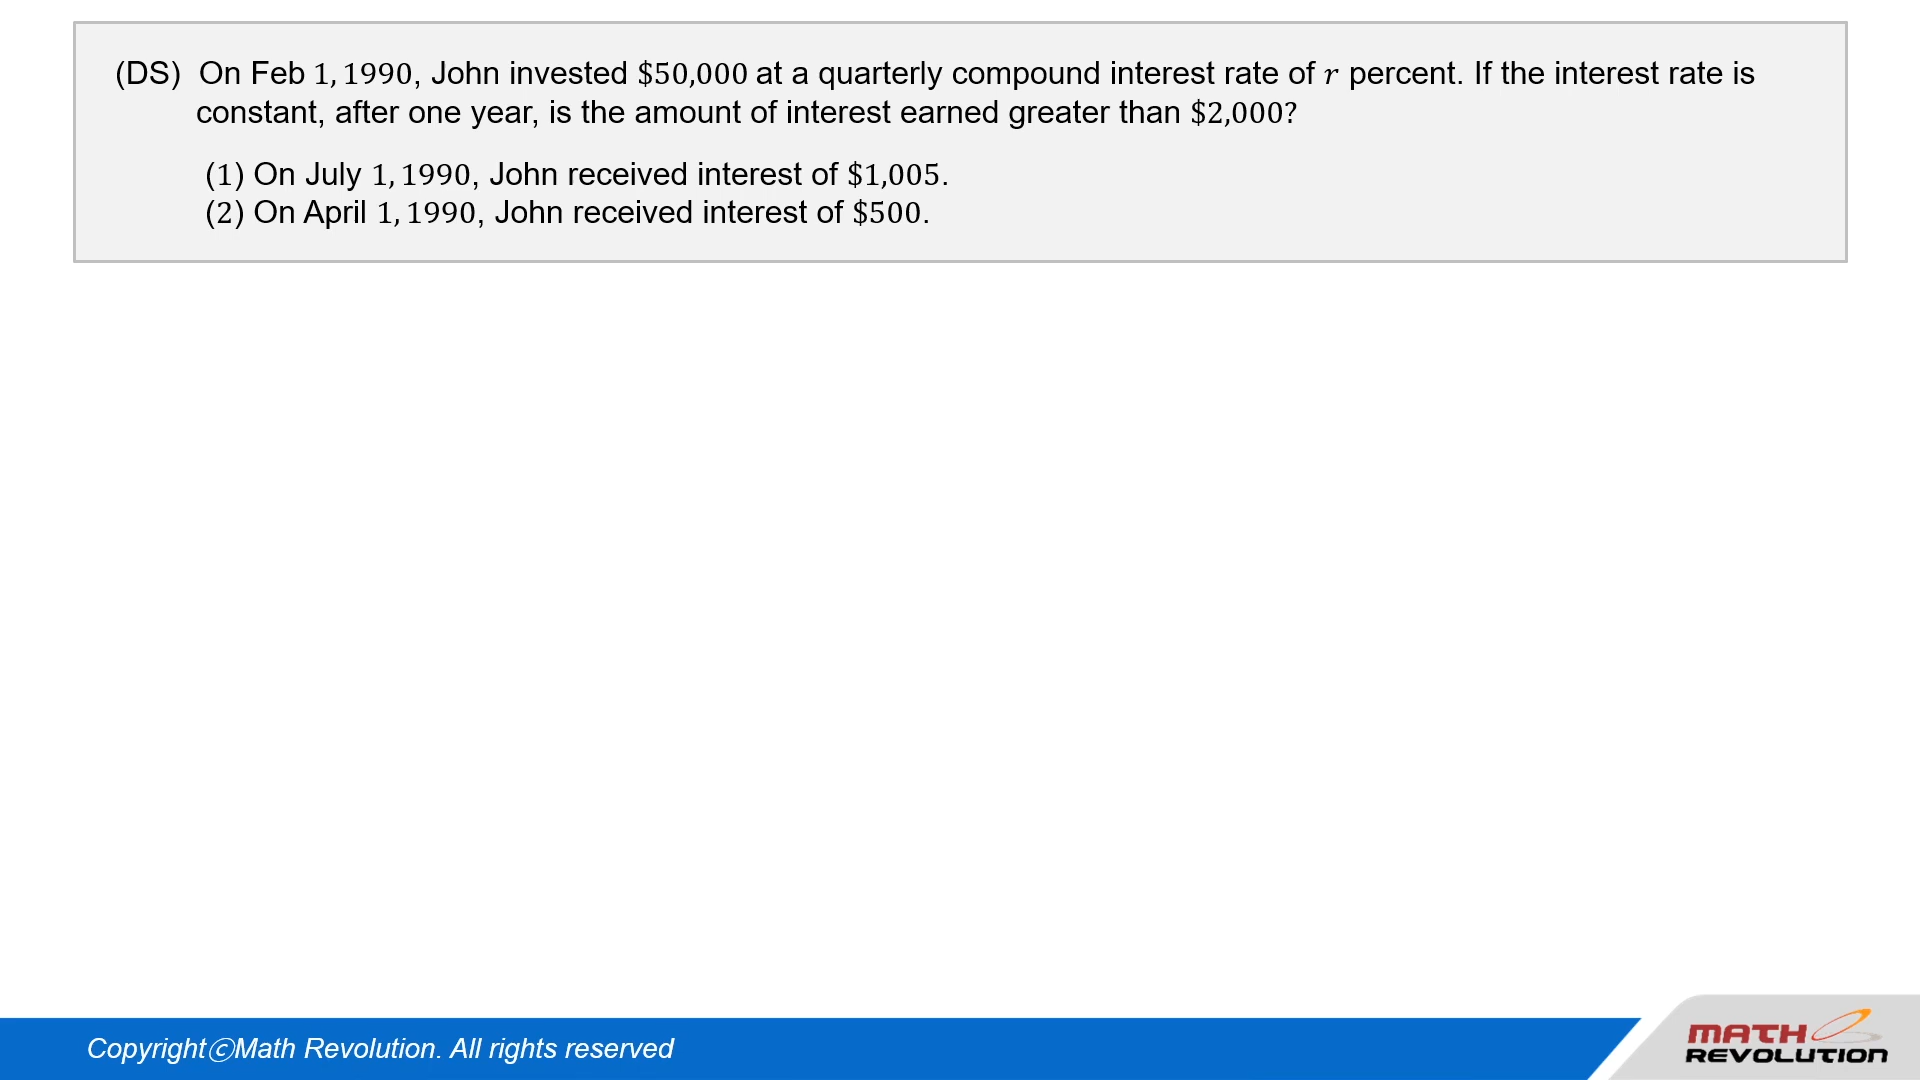 (DS) On Feb 1, 1990, John invested $50,000 at a quarterly compound interest rate of r percent. If the interest rate is
constant, after one year, is the amount of interest earned greater than $2,000?
(1) On July 1, 1990, John received interest of $1,005.
(2) On April 1, 1990, John received interest of $500.
CopyrightⓒMath Revolution. All rights reserved
MATH
REVOLUTION